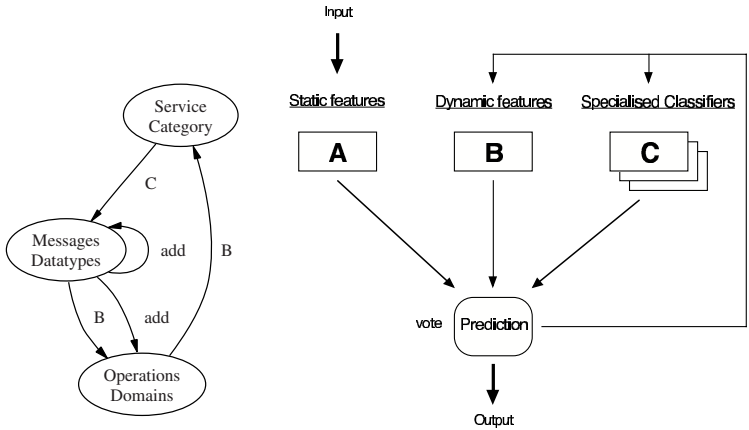 Service
Category
C
Messages
Datatypes
add
B
B
add
Operations
Domains
Input
Static features
Dynamic features
Specialised Classifiers
A
B
C
vote
Prediction
Output